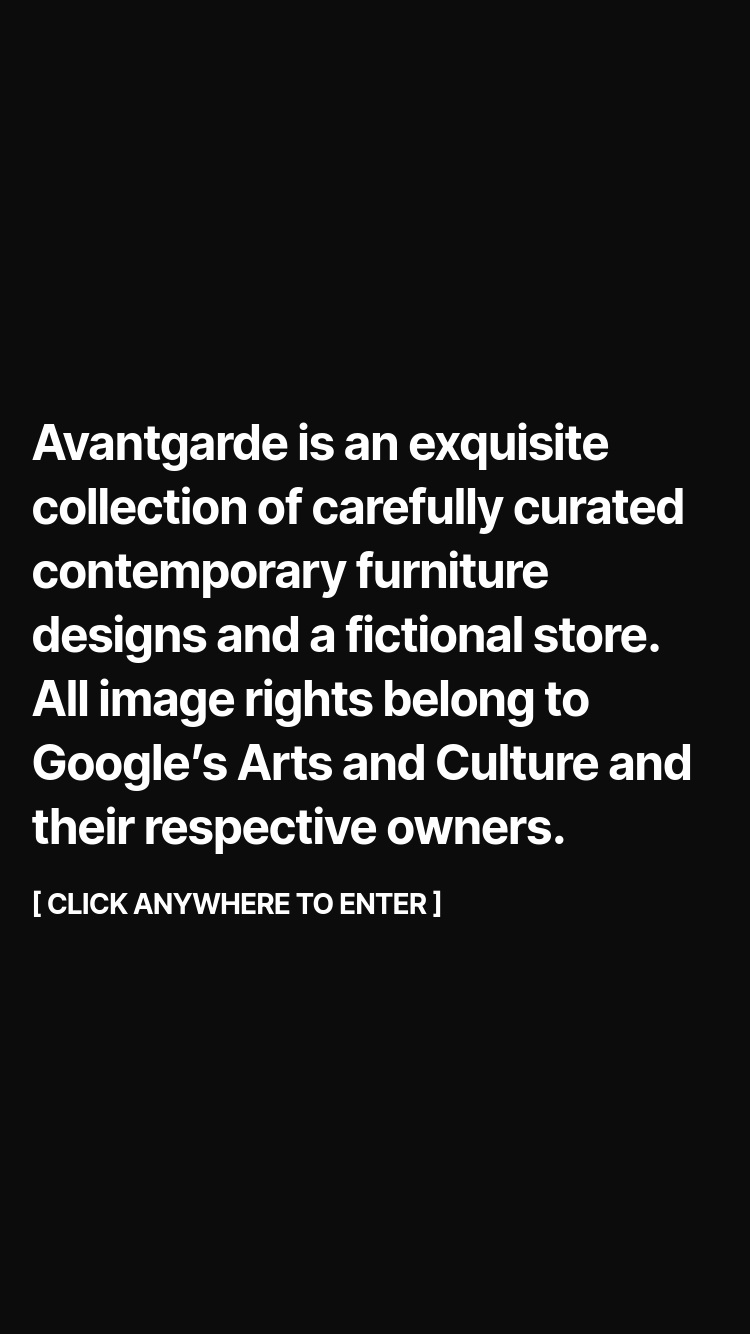 Avantgarde is an exquisite
collection of carefully curated
contemporary furniture
designs and a fictional store.
All image rights belong to
Google’s Arts and Culture and
their respective owners.
[ CLICK ANYWHERE TO ENTER ]